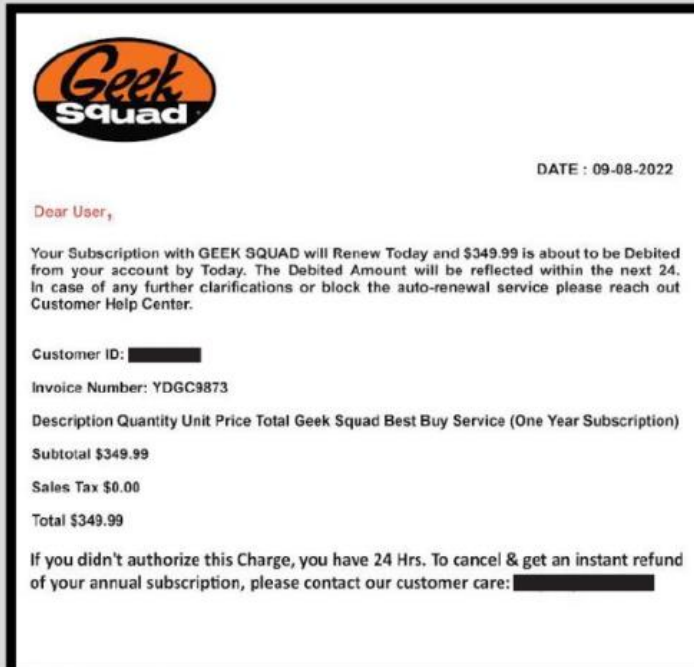 Geek
Squad
DATE : 09-08-2022
Dear User,
Your Subscription with GEEK SQUAD will Renew Today and $349.99 is about to be Debited
from your account by Today. The Debited Amount will be reflected within the next 24.
In case of any further clarifications or block the auto-renewal service please reach out
Customer Help Center.
Customer ID:
Invoice Number: YDGC9873
Description Quantity Unit Price Total Geek Squad Best Buy Service (One Year Subscription)
Subtotal $349.99
Sales Tax $0.00
Total $349.99
If you didn't authorize this Charge, you have 24 Hrs. To cancel & get an instant refund
of your annual subscription, please contact our customer care: